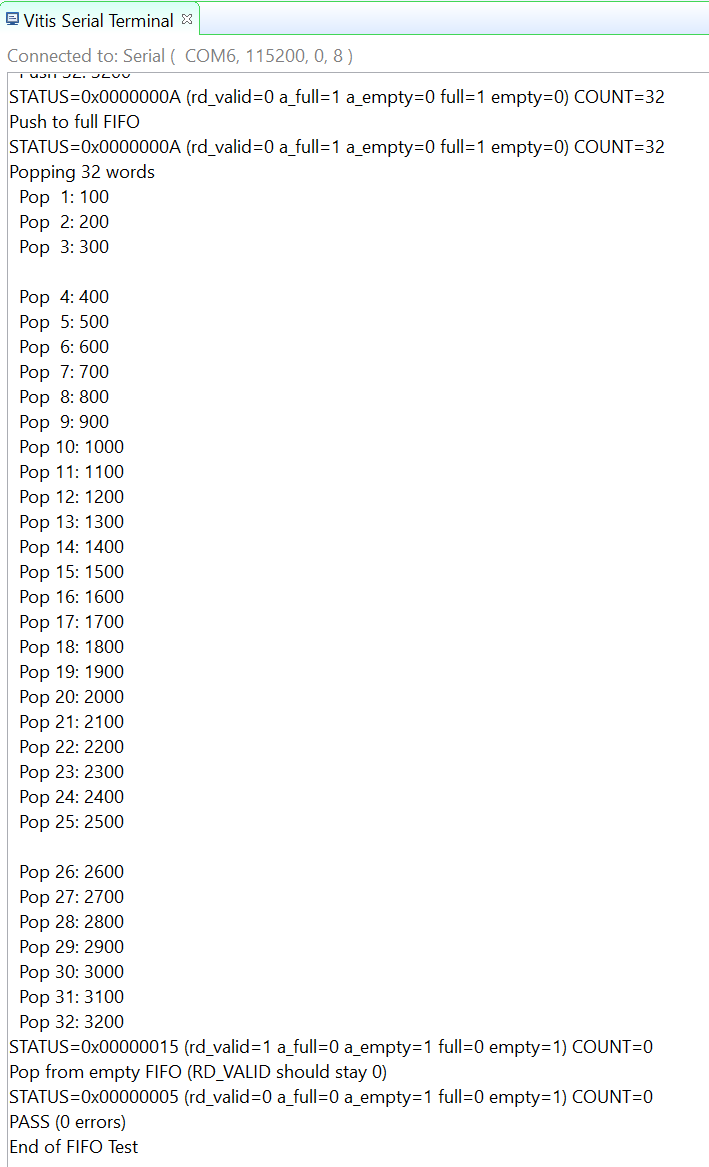 Vitis Serial Terminal
Connected to: Serial ( COM6, 115200, 0, 8 )
Push 32: 3200
STATUS=0x0000000A (rd_valid=0 a_full=1 a_empty=0 full=1 empty=0) COUNT=32
Push to full FIFO
STATUS=0x0000000A (rd_valid=0 a_full=1 a_empty=0 full=1 empty=0) COUNT=32
Popping 32 words
Pop  1: 100
Pop  2: 200
Pop  3: 300
Pop  4: 400
Pop  5: 500
Pop  6: 600
Pop  7: 700
Pop  8: 800
Pop  9: 900
Pop 10: 1000
Pop 11: 1100
Pop 12: 1200
Pop 13: 1300
Pop 14: 1400
Pop 15: 1500
Pop 16: 1600
Pop 17: 1700
Pop 18: 1800
Pop 19: 1900
Pop 20: 2000
Pop 21: 2100
Pop 22: 2200
Pop 23: 2300
Pop 24: 2400
Pop 25: 2500
Pop 26: 2600
Pop 27: 2700
Pop 28: 2800
Pop 29: 2900
Pop 30: 3000
Pop 31: 3100
Pop 32: 3200
STATUS=0x00000015 (rd_valid=1 a_full=0 a_empty=1 full=0 empty=1) COUNT=0
Pop from empty FIFO (RD_VALID should stay 0)
STATUS=0x00000005 (rd_valid=0 a_full=0 a_empty=1 full=0 empty=1) COUNT=0
PASS (0 errors)
End of FIFO Test